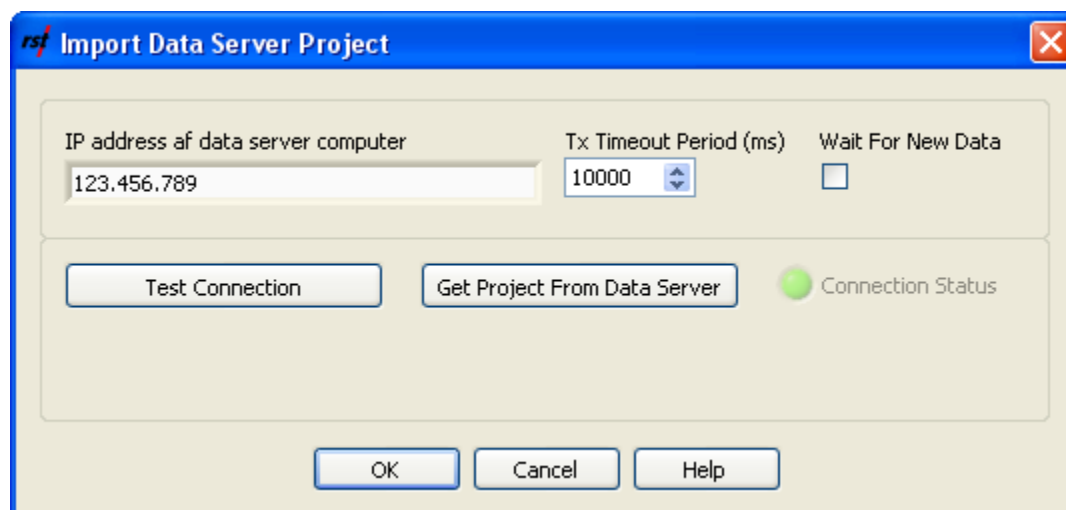 rst Import Data Server Project
IP address af data server computer
Tx Timeout Period (ms)
Wait For New Data
123.456.789
10000
Test Connection
Get Project From Data Server
Connection Status
OK
Cancel
Help